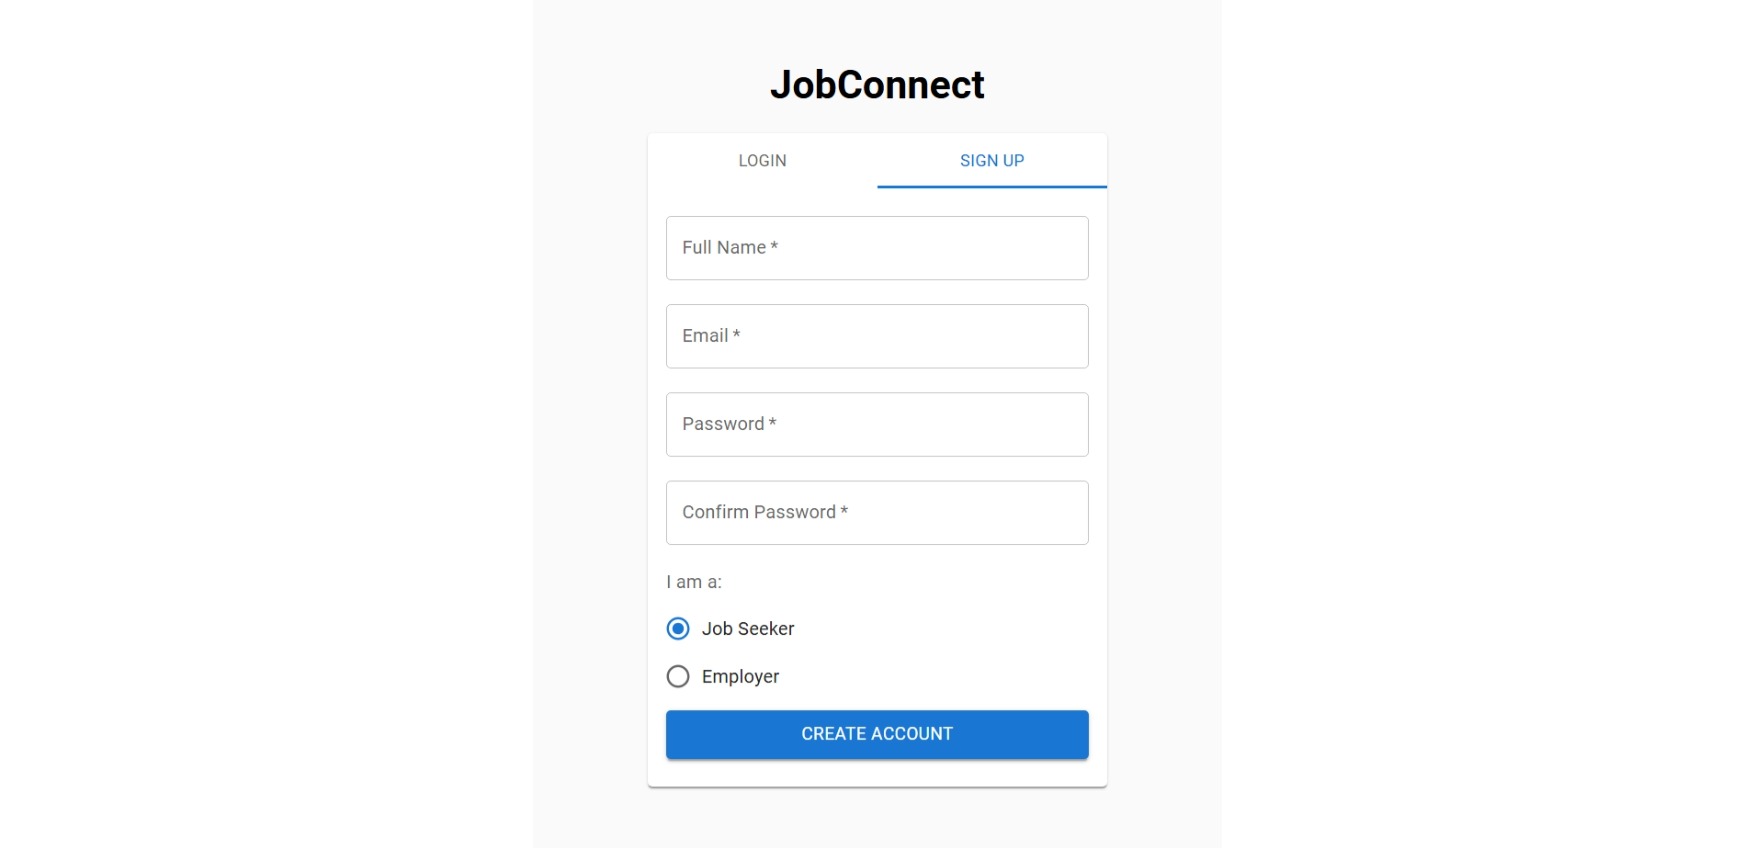 JobConnect
LOGIN
SIGN UP
Full Name *
Email *
Password *
Confirm Password *
I am a:
Job Seeker
Employer
CREATE ACCOUNT